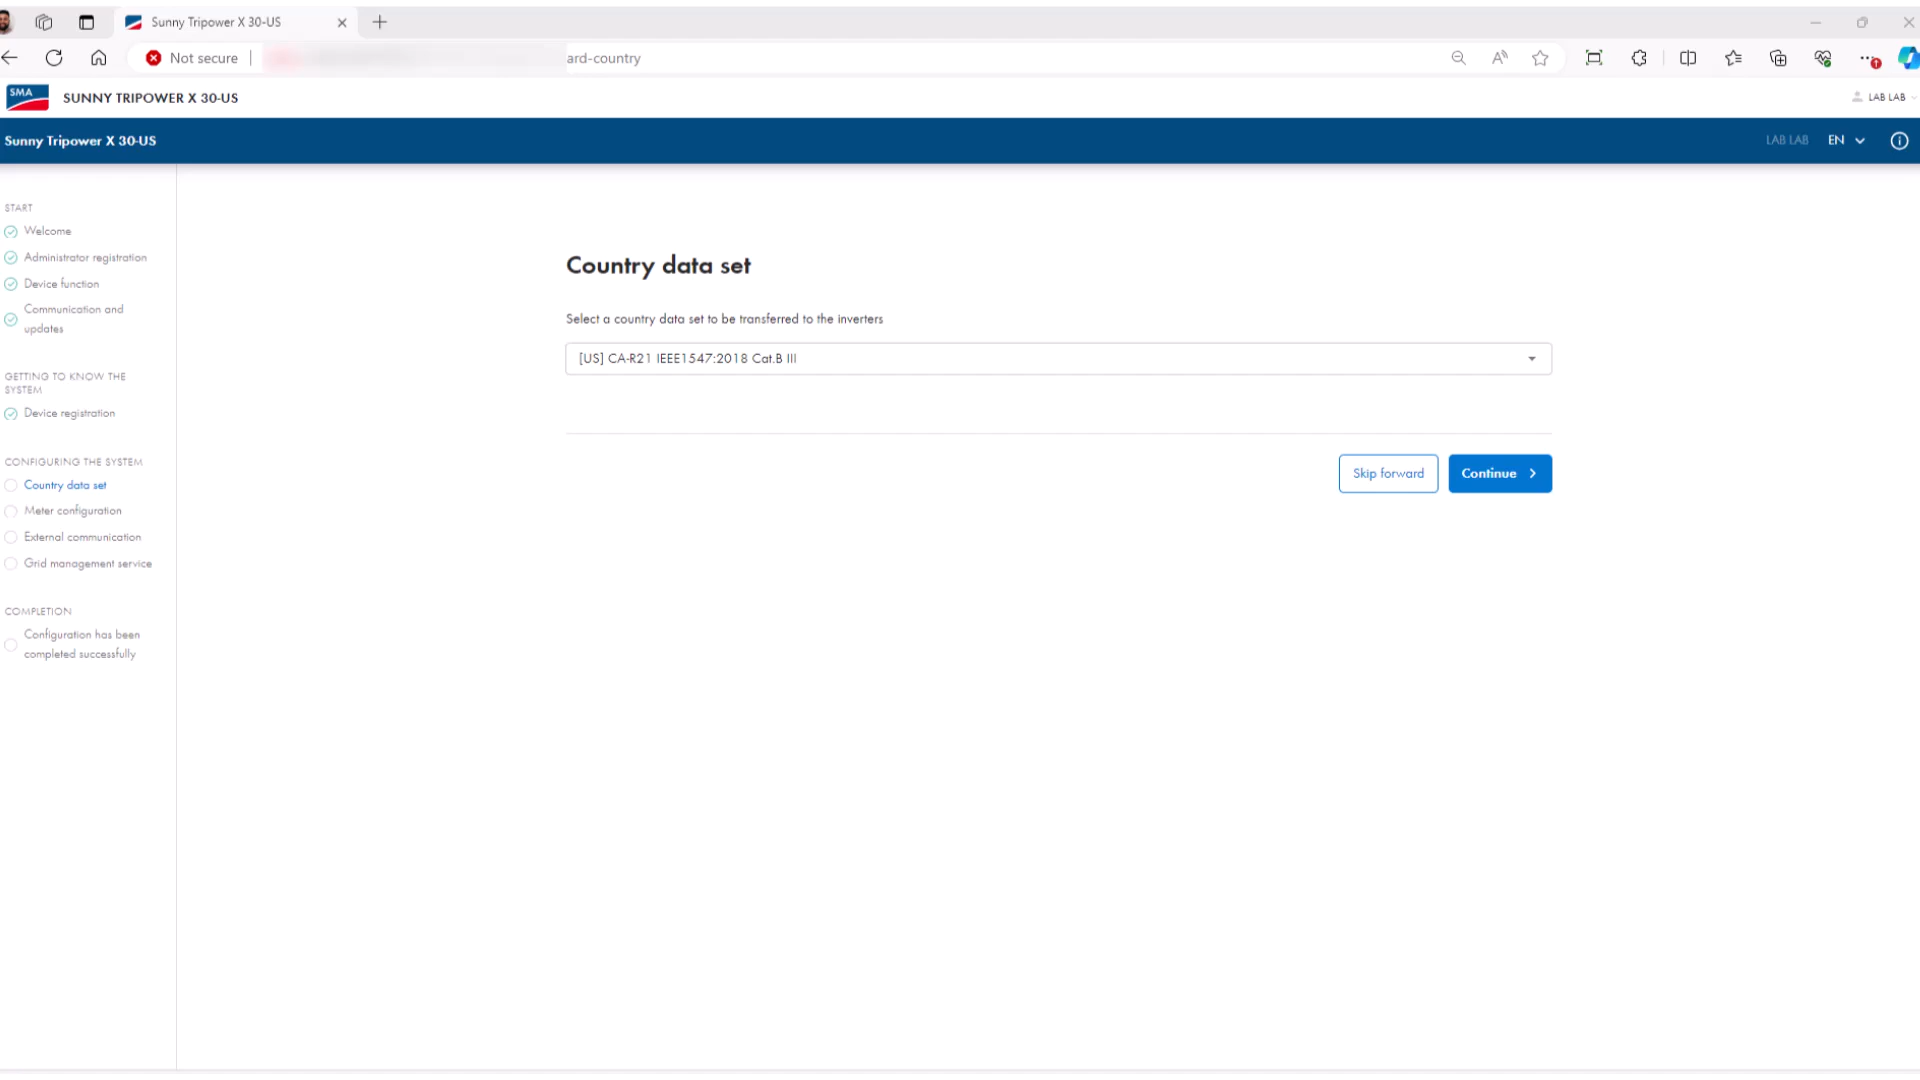 Sunny Tripower X 30-US
Not secure
ard-country
SMA
SUNNY TRIPOWER X 30-US
LAB LAB
Sunny Tripower X 30-US
LAB LAB
EN
START
Welcome
Administrator registration
Device function
Communication and
updates
GETTING TO KNOW THE
SYSTEM
Device registration
CONFIGURING THE SYSTEM
Country data set
Meter configuration
External communication
Grid management service
COMPLETION
Configuration has been
completed successfully
Country data set
Select a country data set to be transferred to the inverters
[US] CA-R21 IEEE1547:2018 Cat.B III
Skip forward
Continue